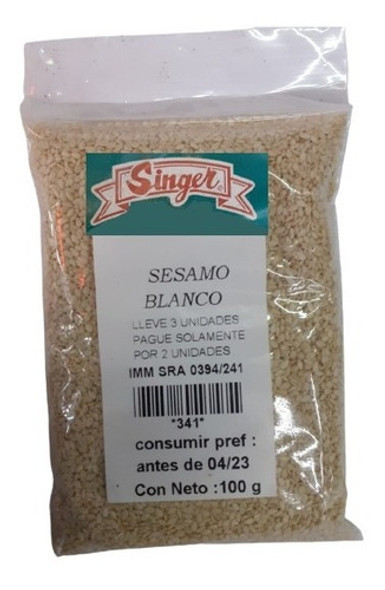 Singer
SESAMO
BLANCO
LLEVE 3 UNIDADES
PAGUE SOLAMENTE
POR 2 UNIDADES
IMM SRA 0394/241
"341"
consumir pref :
antes de 04/23
Con Neto :100 g